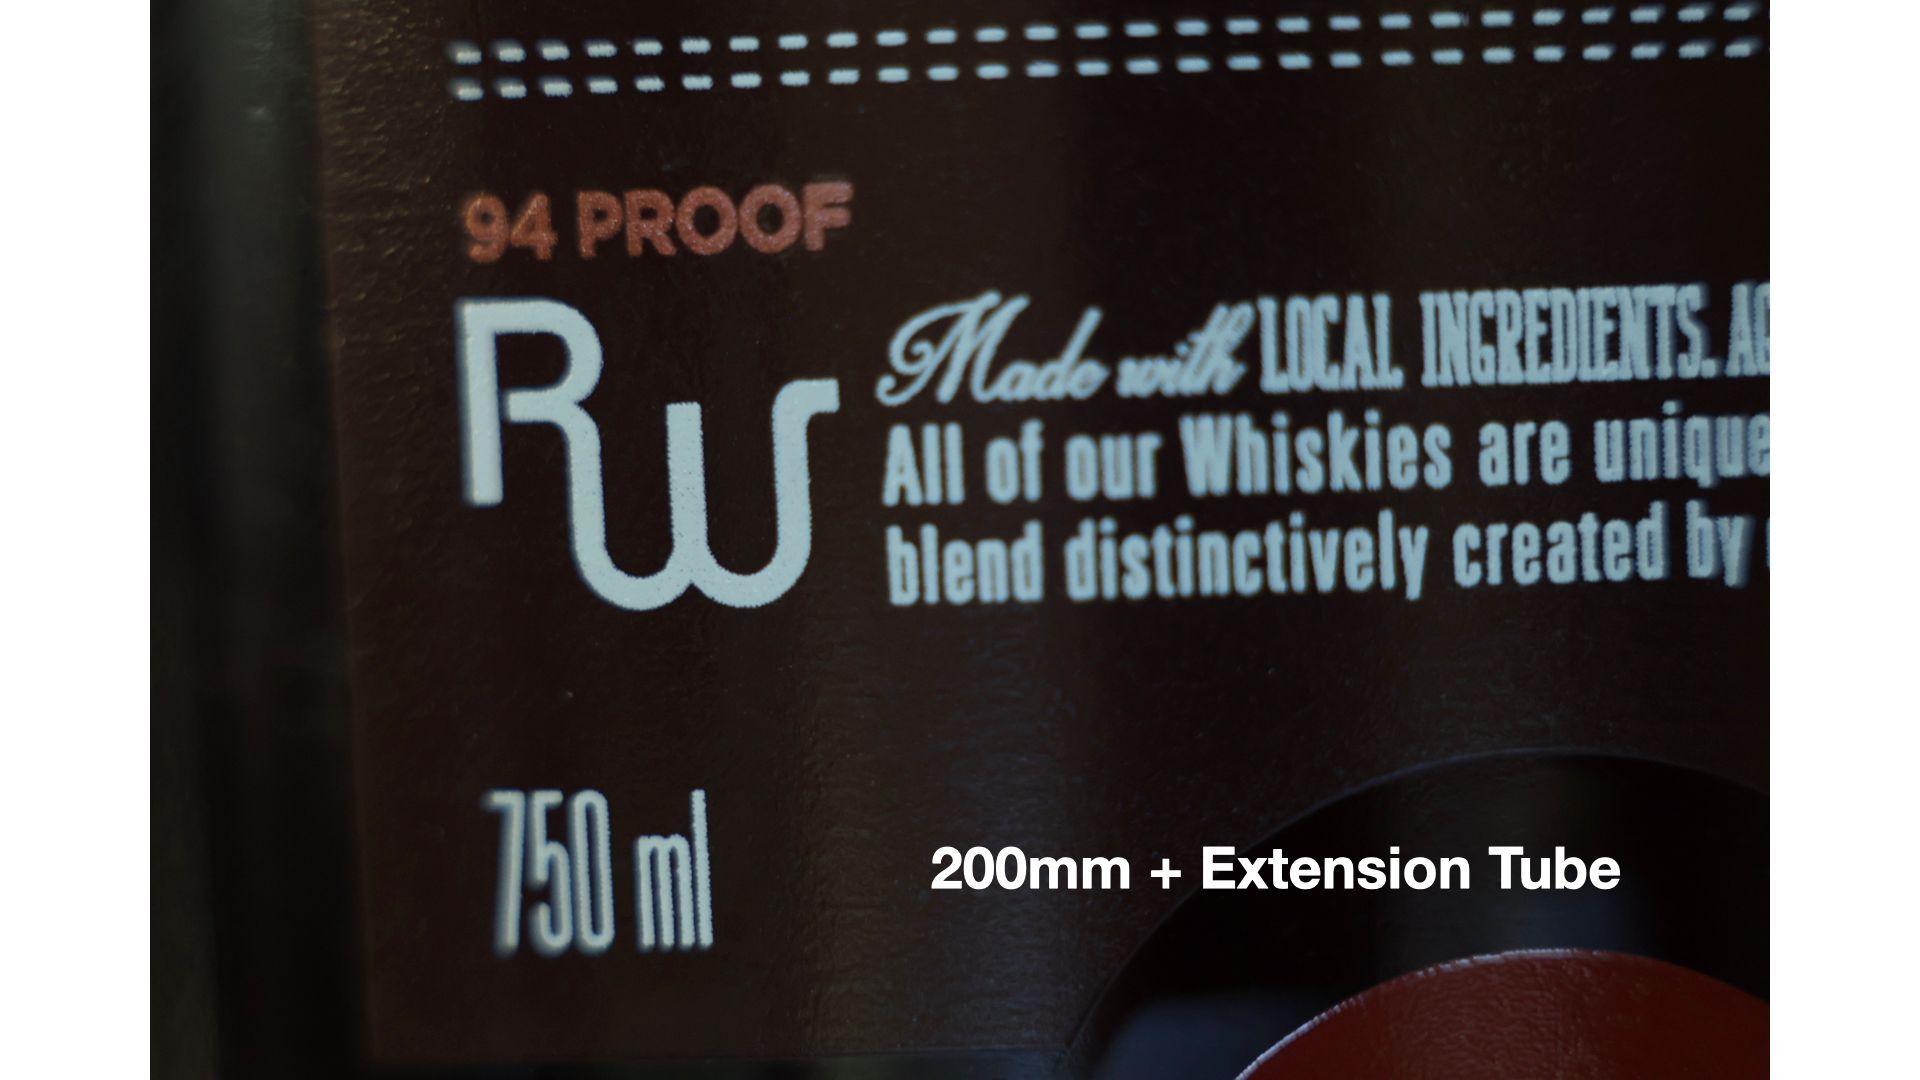 94 PROOF
RW
Made with LOCAL INGREDIENTS.
All of our Whiskies are unique
blend distinctively created by
750 ml
200mm + Extension Tube